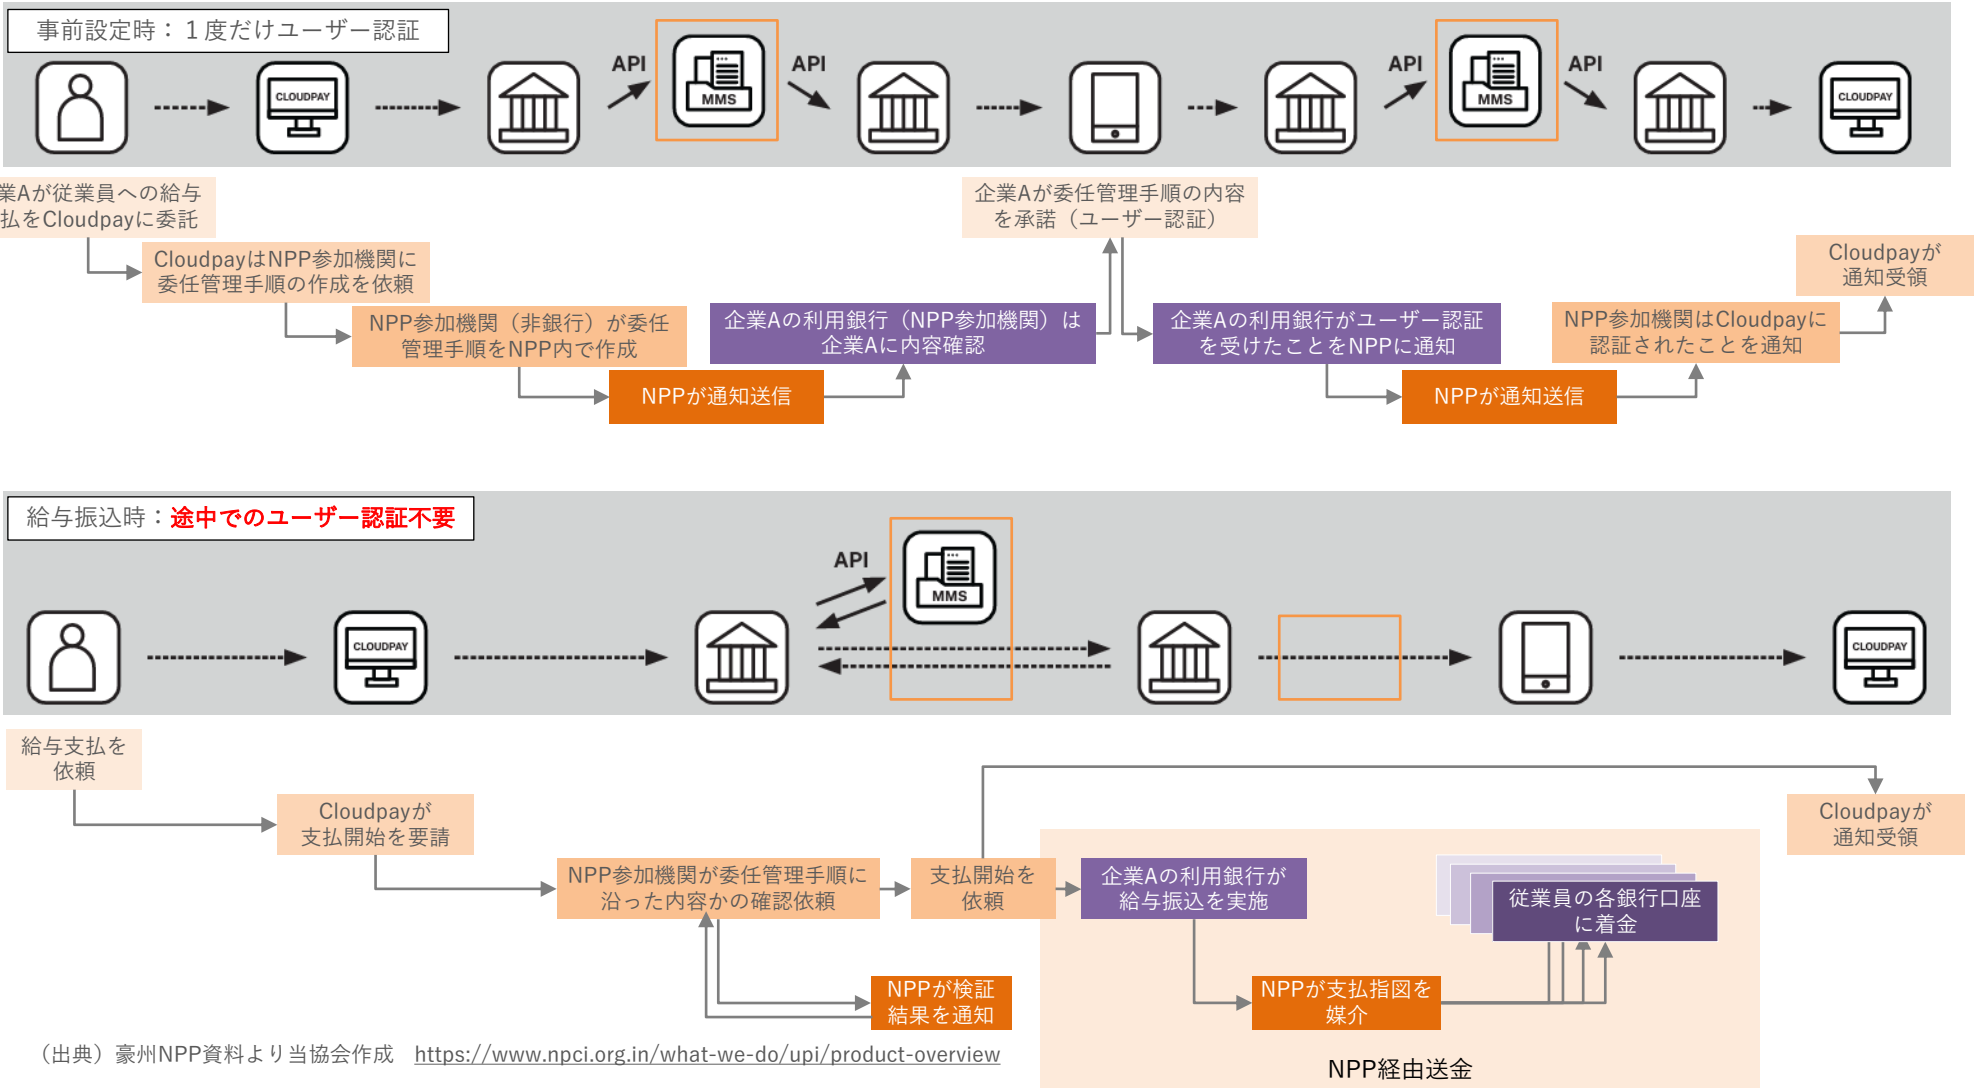 事前設定時：１度だけユーザー認証
API
API
API
API
CLOUDPAY
MMS
MMS
CLOUDPAY
業Aが従業員への給与
払をCloudpayに委託
CloudpayはNPP参加機関に
委任管理手順の作成を依頼
NPP参加機関（非銀行）が委任
管理手順をNPP内で作成
NPPが通知送信
企業Aの利用銀行（NPP参加機関）は
企業Aに内容確認
企業Aが委任管理手順の内容
を承諾（ユーザー認証）
企業Aの利用銀行がユーザー認証
を受けたことをNPPに通知
NPPが通知送信
NPP参加機関はCloudpayに
認証されたことを通知
Cloudpayが
通知受領
給与振込時：途中でのユーザー認証不要
API
MMS
CLOUDPAY
CLOUDPAY
給与支払を
依頼
Cloudpayが
支払開始を要請
NPP参加機関が委任管理手順に
沿った内容かの確認依頼
NPPが検証
結果を通知
支払開始を
依頼
企業Aの利用銀行が
給与振込を実施
NPPが支払指図を
媒介
従業員の各銀行口座
に着金
Cloudpayが
通知受領
NPP経由送金
（出典）豪州NPP資料より当協会作成 https://www.npci.org.in/what-we-do/upi/product-overview